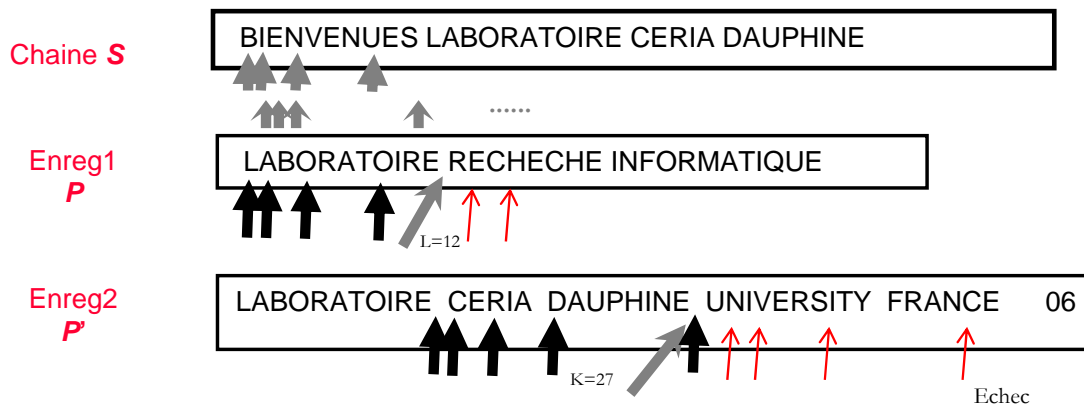 Chaine S
BIENVENUES LABORATOIRE CERIA DAUPHINE
......
Enreg1
P
LABORATOIRE RECHECHE INFORMATIQUE
L=12
Enreg2
P'
LABORATOIRE CERIA DAUPHINE UNIVERSITY FRANCE 06
K=27
Echec